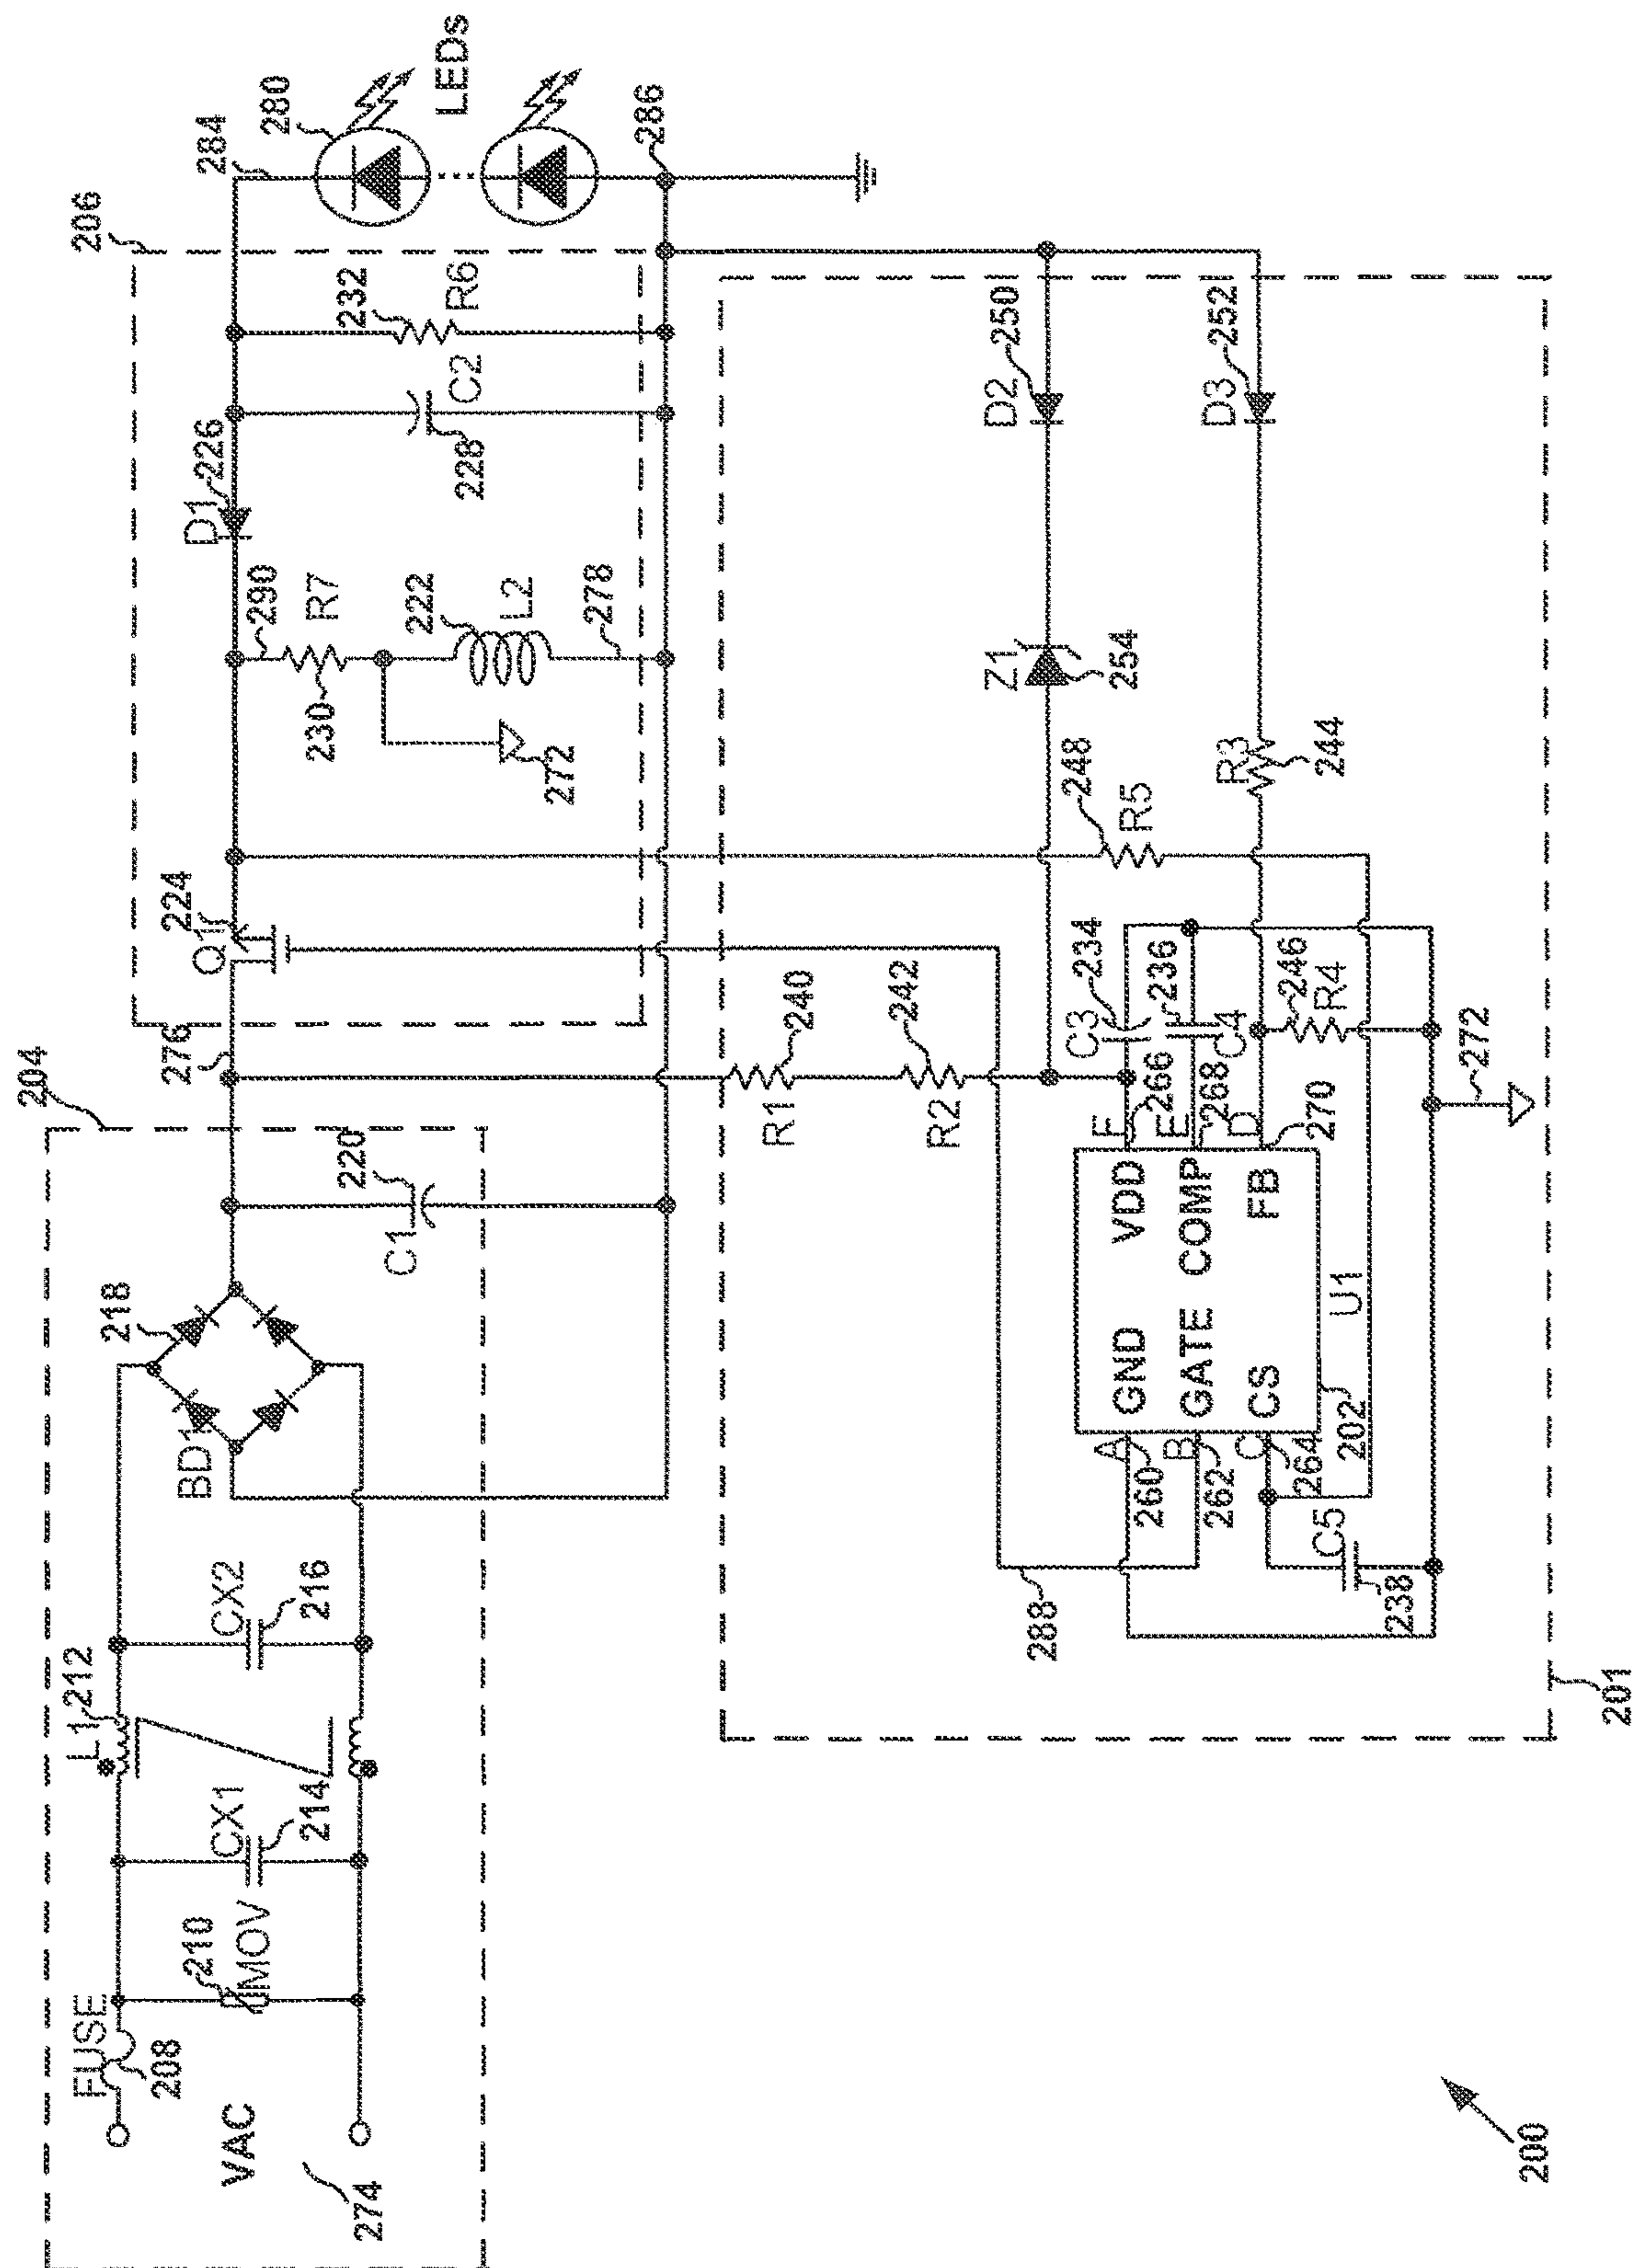 204
FUSE
208
210
MOV
VAC
274
CX1
214
L1
212
CX2
216
BD1
218
C1
220
276
Q1
224
206
290
R7
230
222
L2
278
272
D1
226
C2
228
232
R6
284
280
LEDs
286
R1
240
R2
242
248
R5
Z1
254
D2
250
D3
252
R3
244
C3
234
236
C4
246
R4
272
F
266
E
268
D
270
GND
VDD
GATE
COMP
CS
FB
U1
202
A
260
B
262
C
264
C5
238
288
201
200